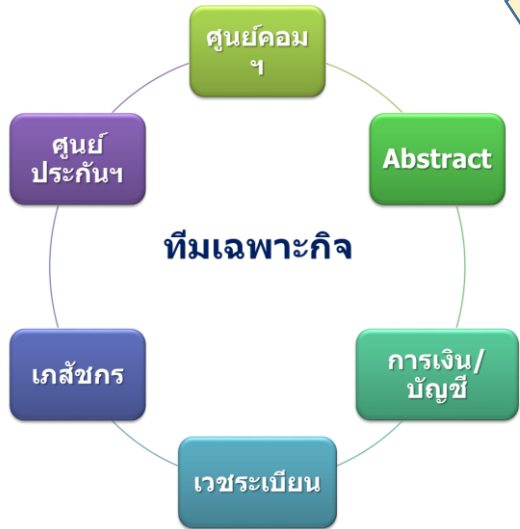 ศูนย์คอม
ฯ
Abstract
การเงิน/
บัญชี
เวชระเบียน
เภสัชกร
ศูนย์
ประกันฯ
ทีมเฉพาะกิจ